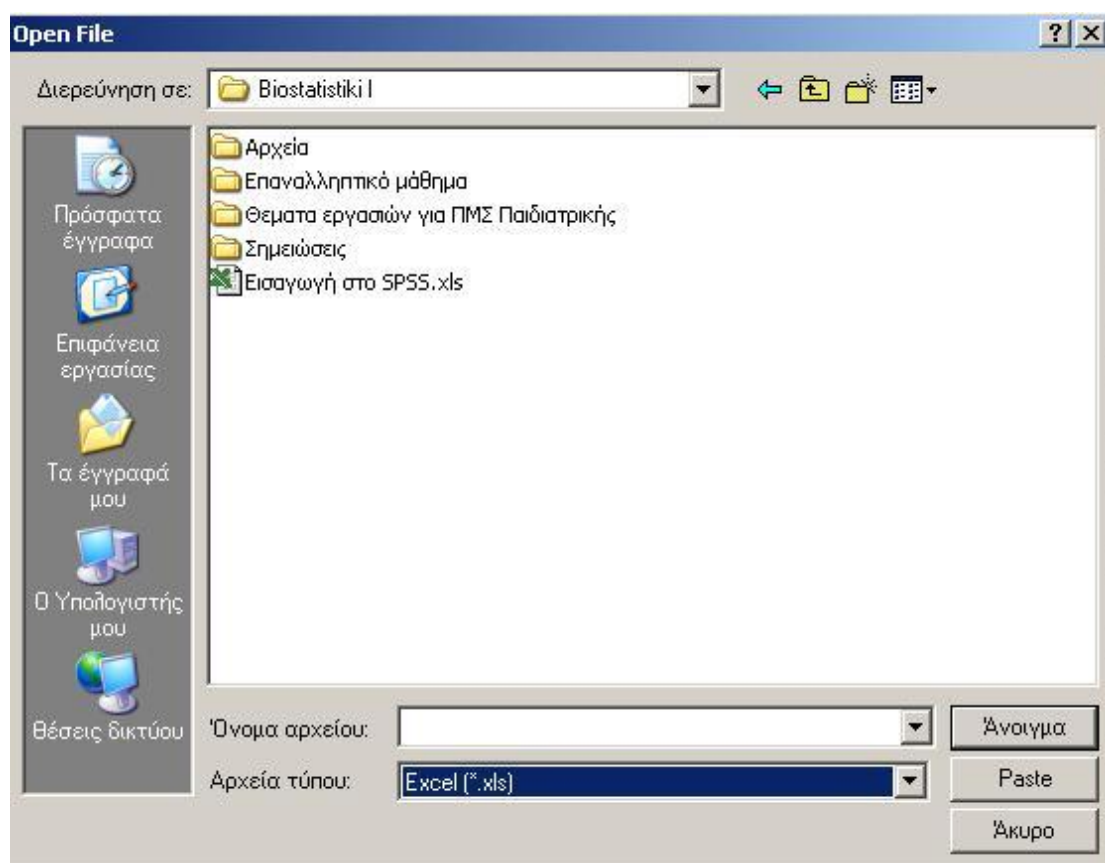 Open File
Διερεύνηση σε:
Biostatistiki I
Πρόσφατα
έγγραφα
Επιφάνεια
εργασίας
Τα έγγραφά
μου
Ο Υπολογιστής
μου
Θέσεις δικτύου
Αρχεία
Επαναλληπτικό μάθημα
Θεματα εργασιών για ΠΜΣ Παιδιατρικής
Σημειώσεις
Εισαγωγή στο SPSS.xls
Όνομα αρχείου:
Άνοιγμα
Αρχεία τύπου:
Excel (*.xls)
Paste
Άκυρο